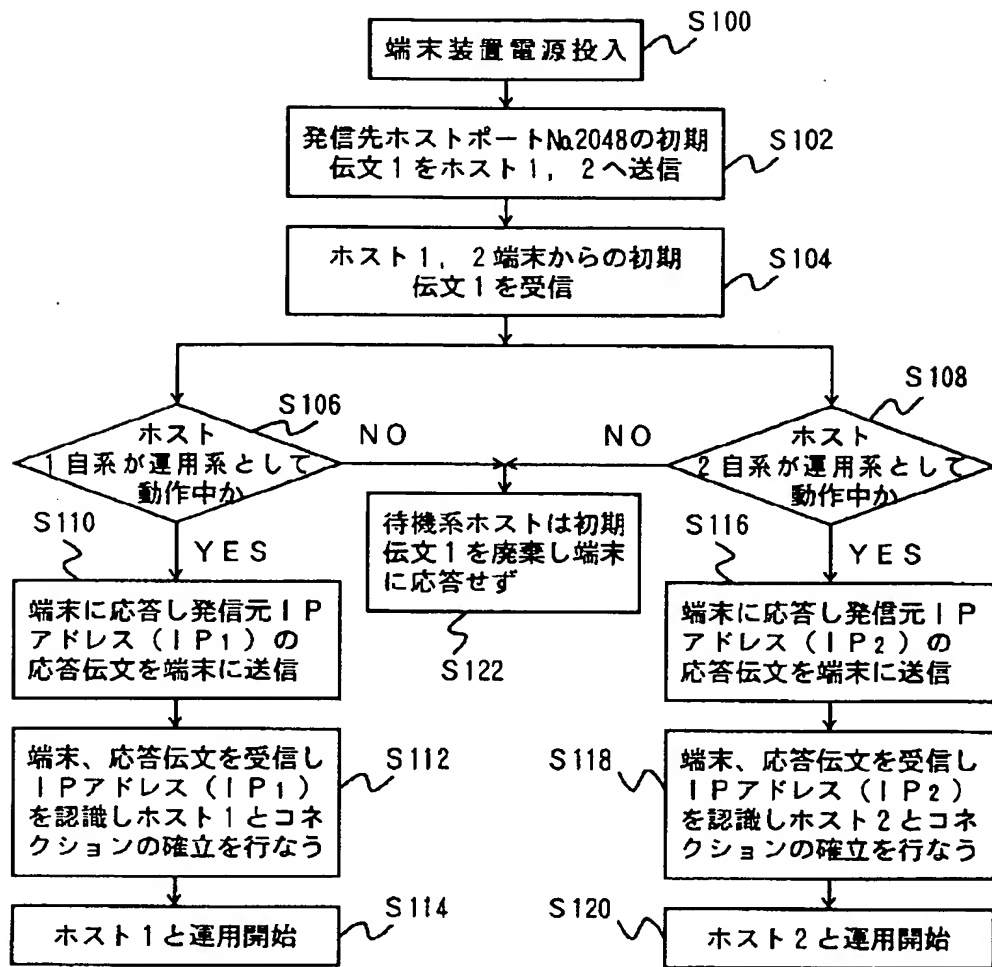 S100
端末装置電源投入
発信先ホストポート№2048の初期
伝文1をホスト1，2へ送信
S102
ホスト1，2端末からの初期
伝文1を受信
S104
S106
ホスト
1自系が運用系として
動作中か
NO
NO
S108
ホスト
2自系が運用系として
動作中か
S110
YES
待機系ホストは初期
伝文1を廃棄し端末
に応答せず
S122
S116
YES
端末に応答し発信元IP
アドレス（IP1）の
応答伝文を端末に送信
端末に応答し発信元IP
アドレス（IP2）の
応答伝文を端末に送信
端末、応答伝文を受信し
IPアドレス（IP1）
を認識しホスト1とコネ
クションの確立を行なう
S112
S118
端末、応答伝文を受信し
IPアドレス（IP2）
を認識しホスト2とコネ
クションの確立を行なう
ホスト1と運用開始
S114
S120
ホスト2と運用開始